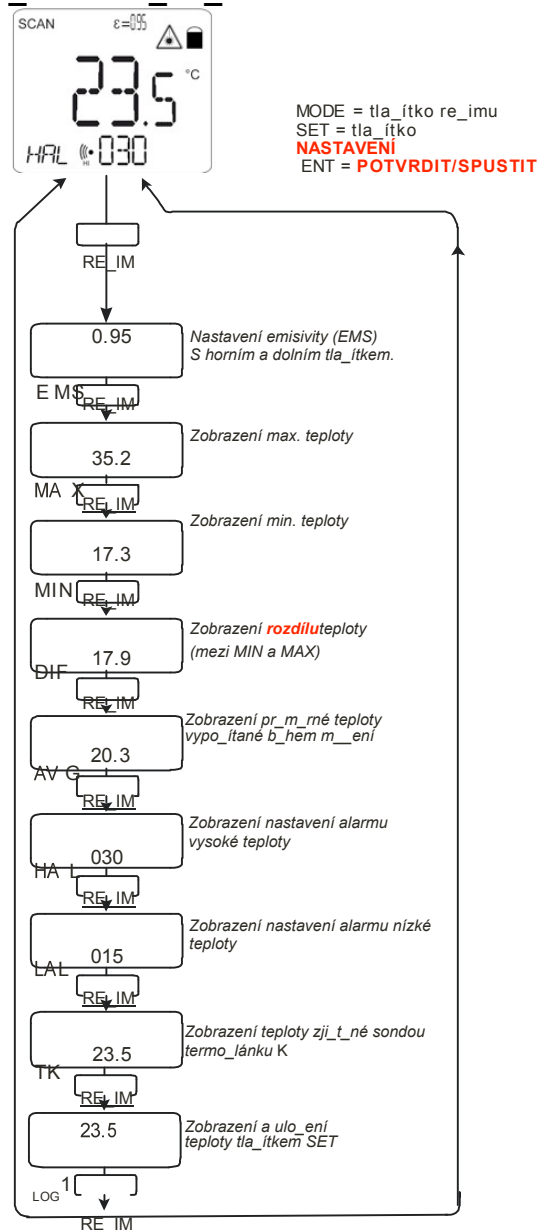 SCAN ε=0.95
23.5 °C
HAL HI 030
MODE = tla_ítko re_imu
SET = tla_ítko
NASTAVENÍ
ENT = POTVRDIT/SPUSTIT
RE_IM
0.95
Nastavení emisivity (EMS)
S horním a dolním tla_ítkem.
E MS
RE_IM
Zobrazení max. teploty
35.2
MA X
RE_IM
Zobrazení min. teploty
17.3
MIN
RE_IM
Zobrazení rozdíluteploty
(mezi MIN a MAX)
17.9
DIF
RE_IM
Zobrazení pr_m_rné teploty
vypo_ítané b_hem m__ení
20.3
AV G
RE_IM
Zobrazení nastavení alarmu
vysoké teploty
030
HA L
RE_IM
Zobrazení nastavení alarmu nízké
teploty
015
LAL
RE_IM
Zobrazení teploty zji_t_né sondou
termo_lánku K
23.5
TK
RE_IM
23.5
Zobrazení a ulo_ení
teploty tla_ítkem SET
LOG 1
RE_IM